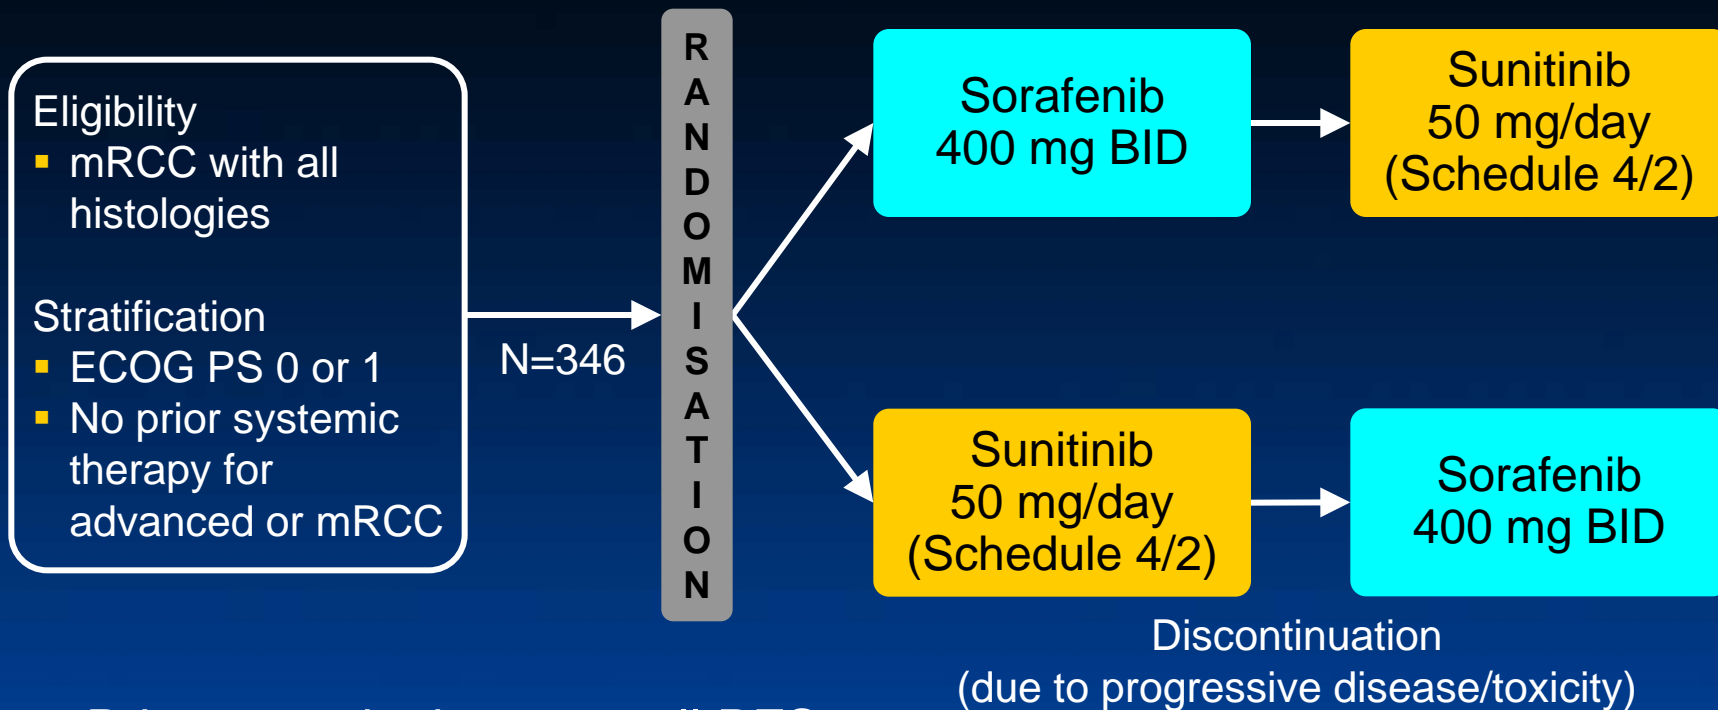 Eligibility
▪ mRCC with all
histologies
Stratification
▪ ECOG PS 0 or 1
▪ No prior systemic
therapy for
advanced or mRCC
N=346
RANDOMISATION
Sorafenib
400 mg BID
Sunitinib
50 mg/day
(Schedule 4/2)
Sunitinib
50 mg/day
(Schedule 4/2)
Sorafenib
400 mg BID
Discontinuation
(due to progressive disease/toxicity)